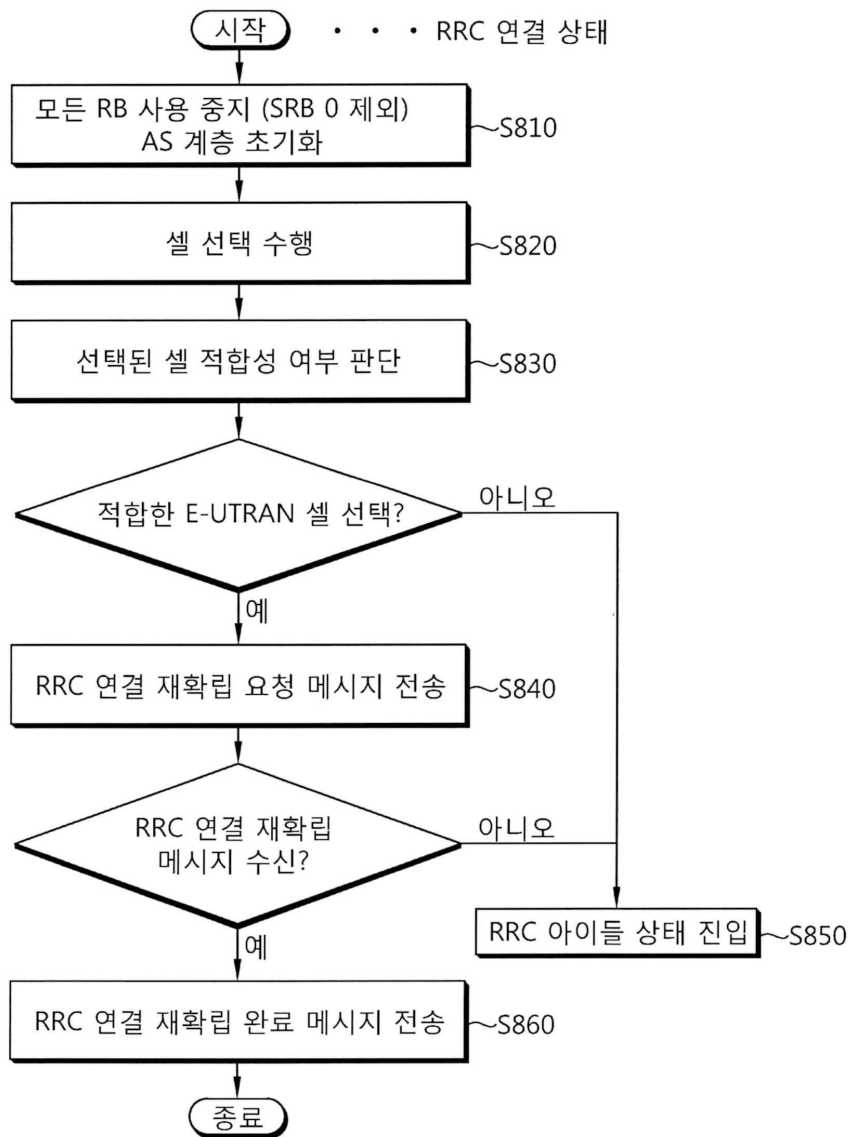 시작 · · · RRC 연결 상태
모든 RB 사용 중지 (SRB 0 제외)
AS 계층 초기화
S810
셀 선택 수행
S820
선택된 셀 적합성 여부 판단
S830
적합한 E-UTRAN 셀 선택?
아니오
예
RRC 연결 재확립 요청 메시지 전송
S840
RRC 연결 재확립
메시지 수신?
아니오
예
RRC 아이들 상태 진입
S850
RRC 연결 재확립 완료 메시지 전송
S860
종료